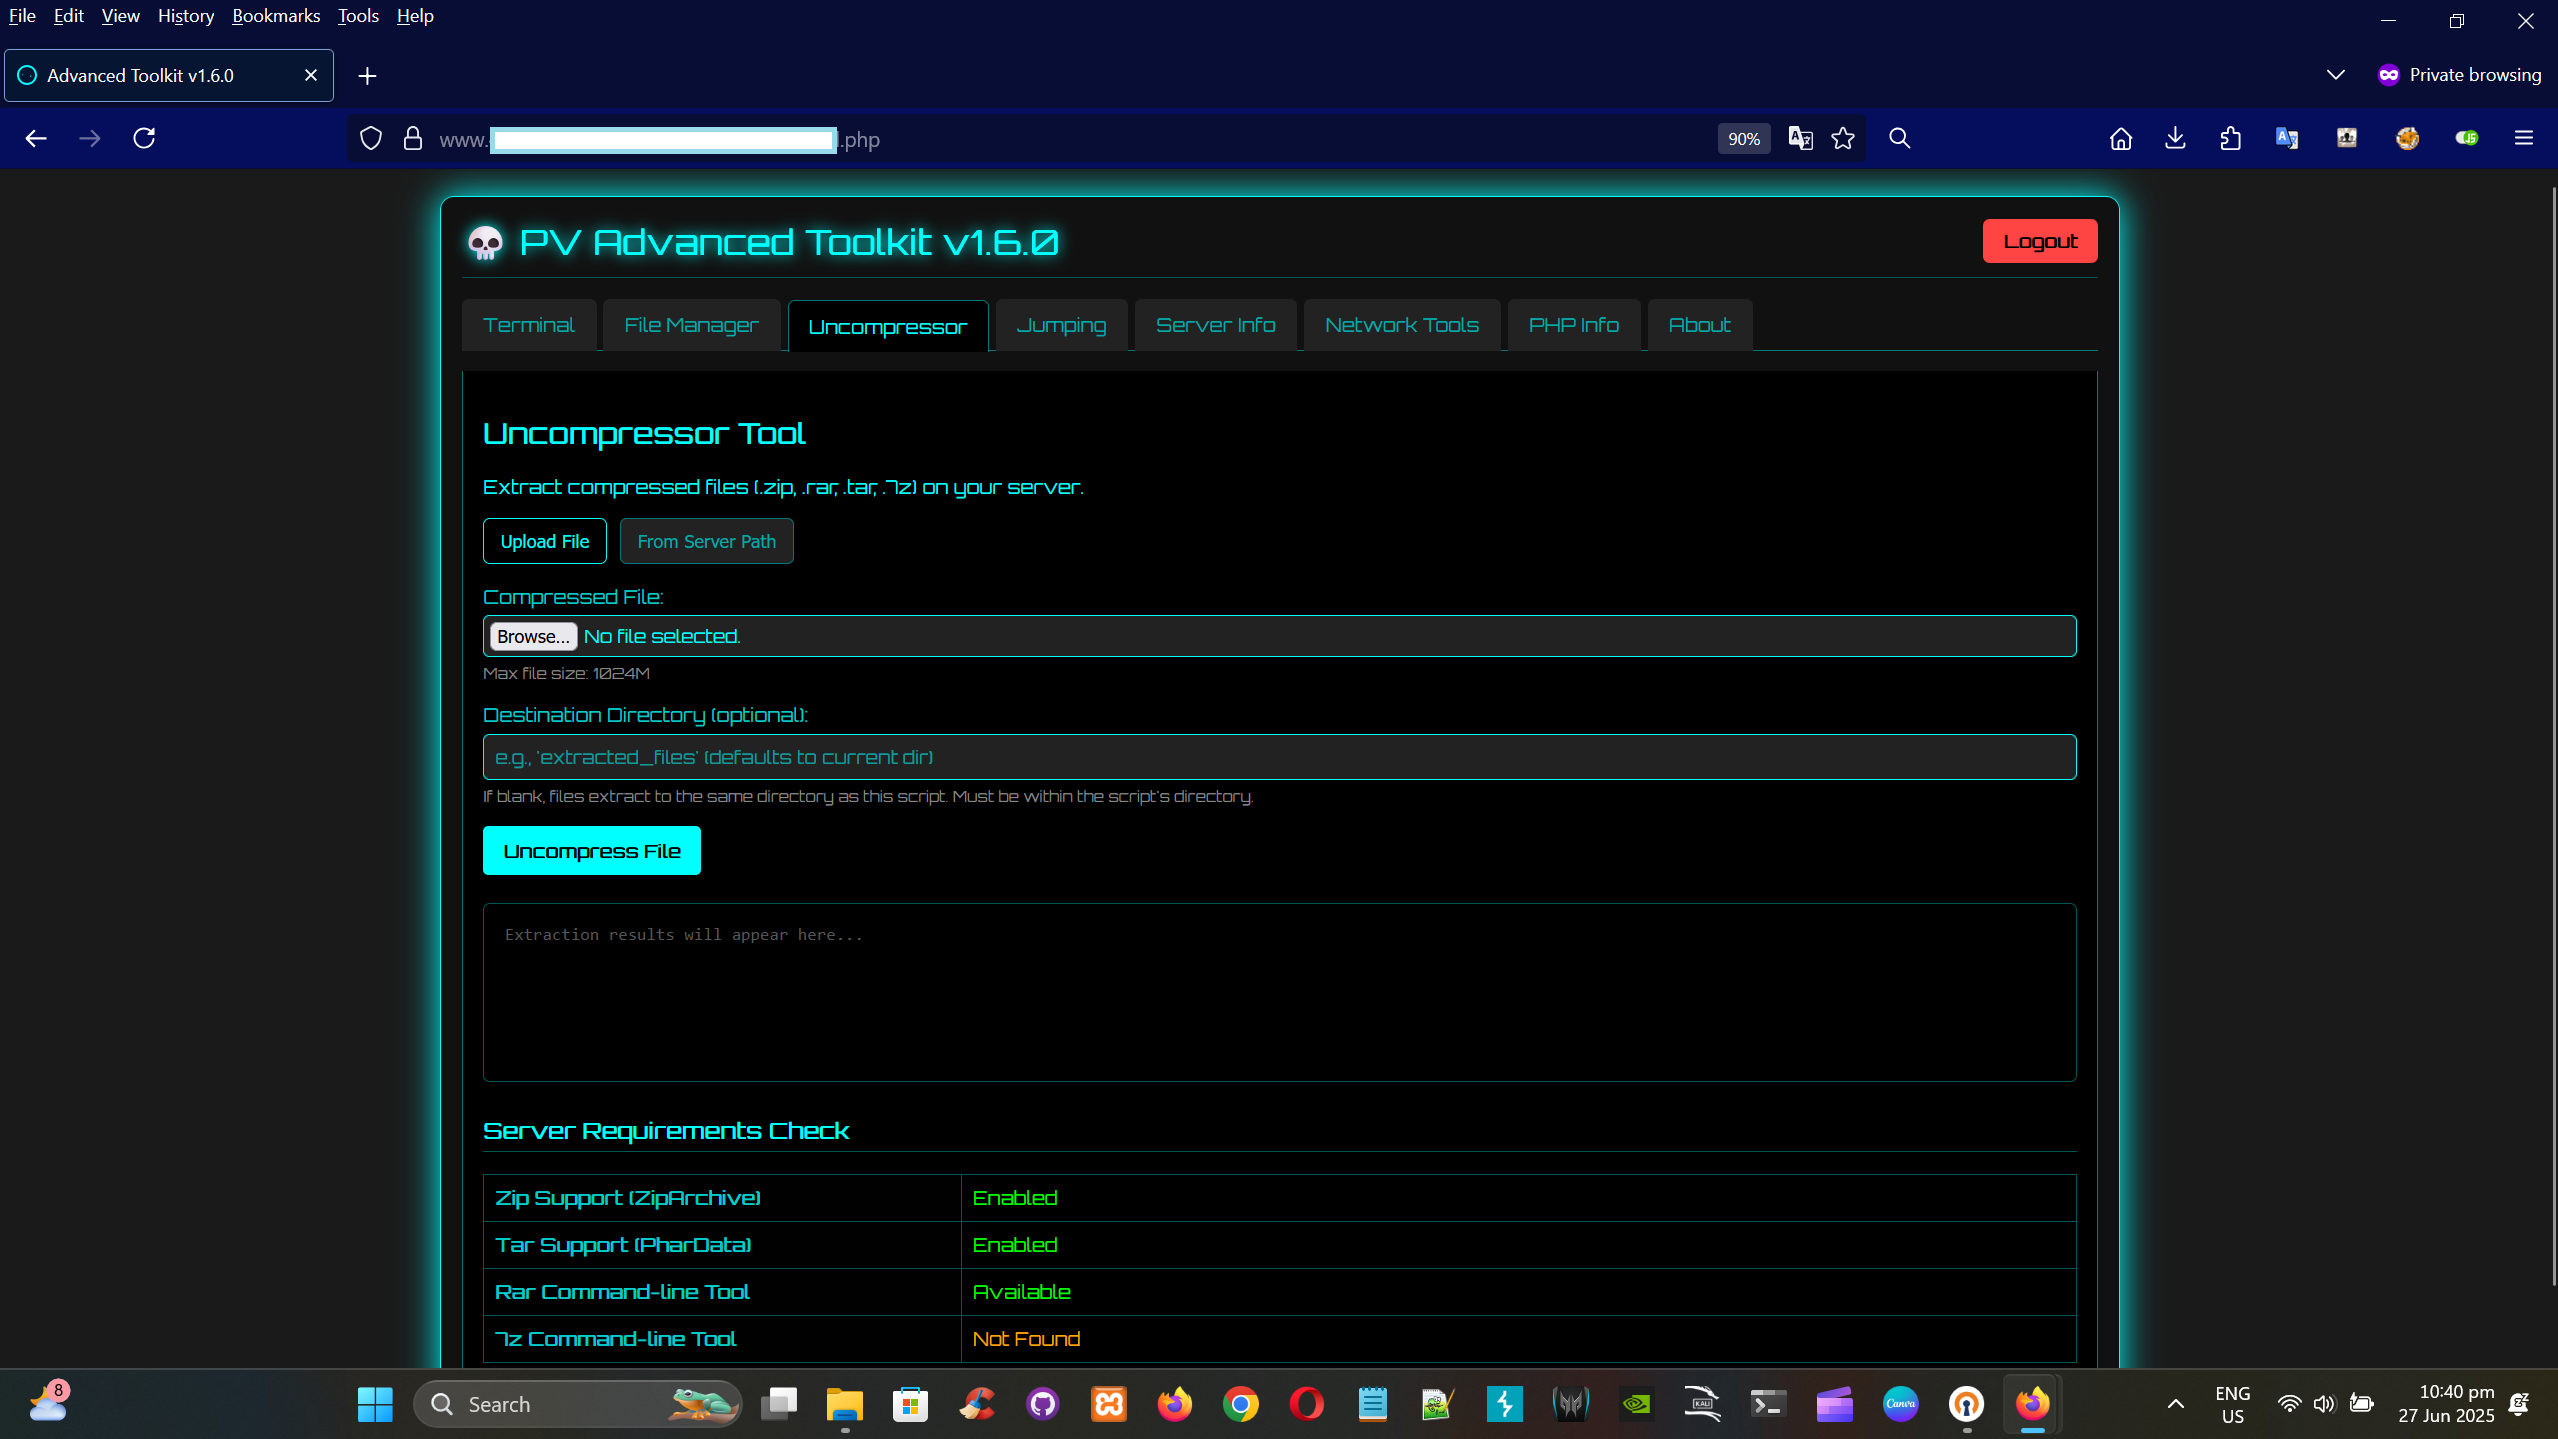 File Edit View History Bookmarks Tools Help
Advanced Toolkit v1.6.0
Private browsing
www.
.php
90%
PV Advanced Toolkit v1.6.0
Logout
Terminal File Manager Uncompressor Jumping Server Info Network Tools PHP Info About
Uncompressor Tool
Extract compressed files (.zip, .rar, .tar, .7z) on your server.
Upload File From Server Path
Compressed File:
Browse... No file selected.
Max file size: 1024M
Destination Directory (optional):
e.g., 'extracted_files' (defaults to current dir)
If blank, files extract to the same directory as this script. Must be within the script's directory.
Uncompress File
Extraction results will appear here...
Server Requirements Check
Zip Support (ZipArchive) Enabled
Tar Support (PharData) Enabled
Rar Command-line Tool Available
7z Command-line Tool Not Found
8
Search
KALI
Canva
ENG
US
10:40 pm
27 Jun 2025